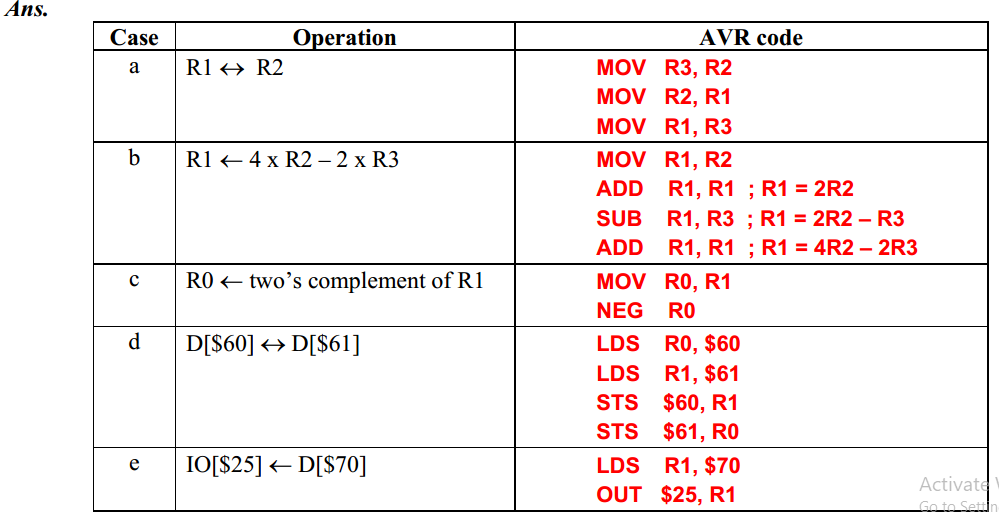 Ans.
Case Operation AVR code
a R1 ↔ R2 MOV R3, R2
MOV R2, R1
MOV R1, R3
b R1 ← 4 x R2 – 2 x R3 MOV R1, R2
ADD R1, R1 ; R1 = 2R2
SUB R1, R3 ; R1 = 2R2 – R3
ADD R1, R1 ; R1 = 4R2 – 2R3
c R0 ← two’s complement of R1 MOV R0, R1
NEG R0
d D[$60] ↔ D[$61] LDS R0, $60
LDS R1, $61
STS $60, R1
STS $61, R0
e IO[$25] ← D[$70] LDS R1, $70
OUT $25, R1
Activate
Go to